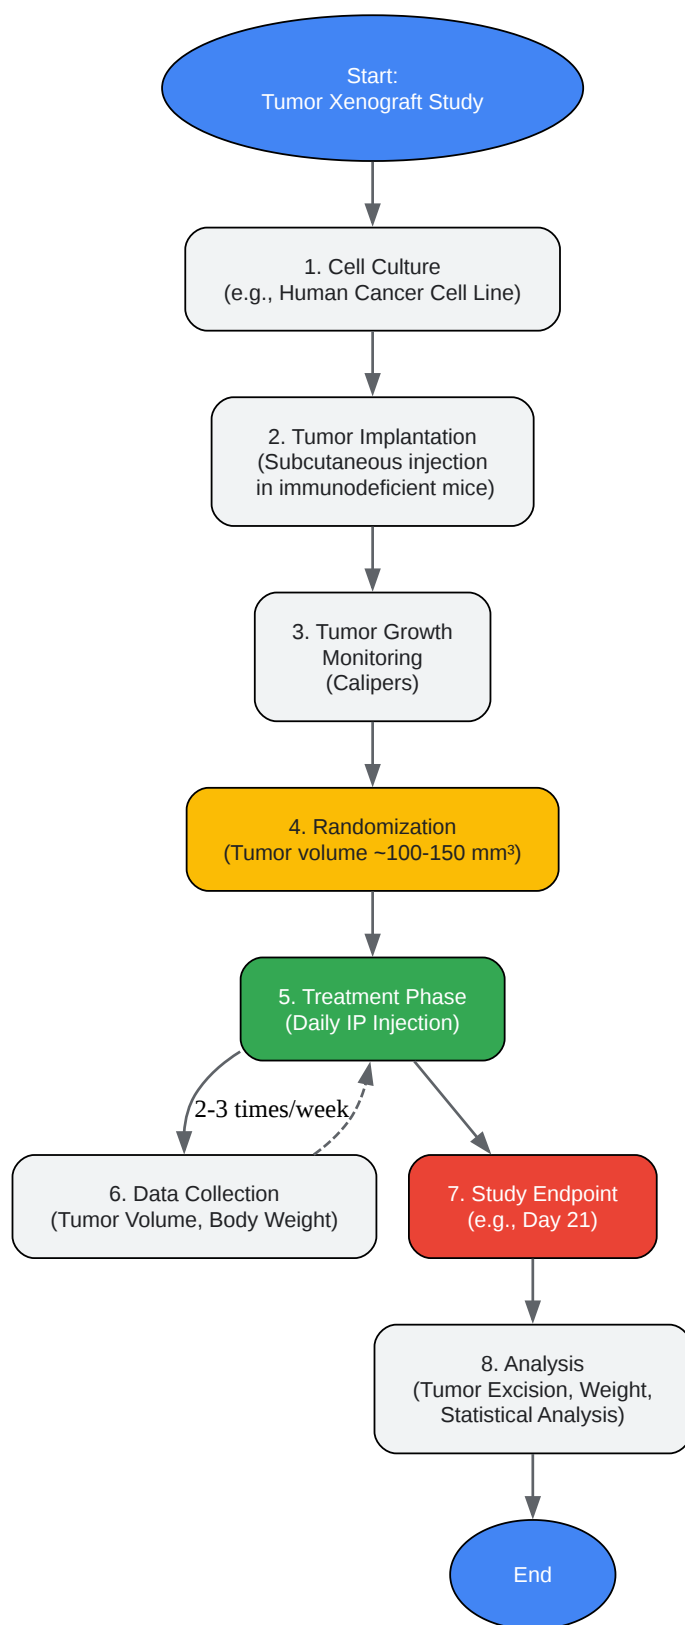 Start:
Tumor Xenograft Study
1. Cell Culture
(e.g., Human Cancer Cell Line)
2. Tumor Implantation
(Subcutaneous injection
in immunodeficient mice)
3. Tumor Growth
Monitoring
(Calipers)
4. Randomization
(Tumor volume ~100-150 mm³)
5. Treatment Phase
(Daily IP Injection)
2-3 times/week
6. Data Collection
(Tumor Volume, Body Weight)
7. Study Endpoint
(e.g., Day 21)
8. Analysis
(Tumor Excision, Weight,
Statistical Analysis)
End